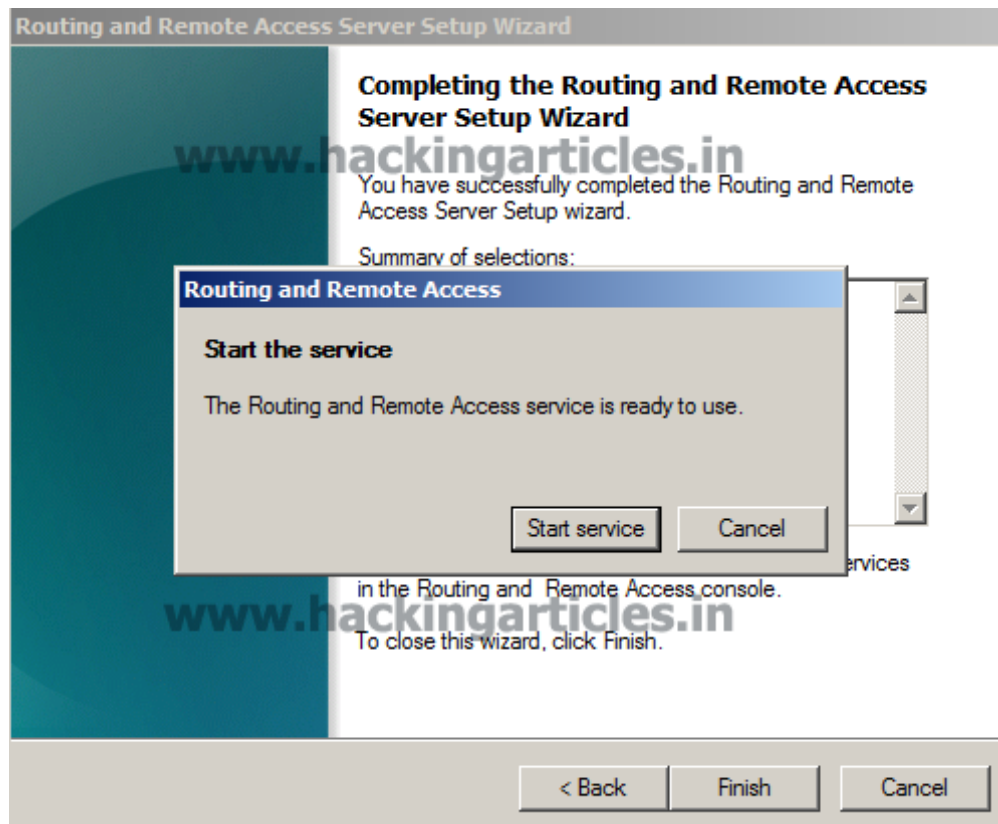 Routing and Remote Access Server Setup Wizard
Completing the Routing and Remote Access
Server Setup Wizard
www.hackingarticles.in
You have successfully completed the Routing and Remote
Access Server Setup wizard.
Summary of selections:
Routing and Remote Access
Start the service
The Routing and Remote Access service is ready to use.
Start service
Cancel
in the Routing and Remote Access console.
www.hackingarticles.in
To close this wizard, click Finish.
< Back
Finish
Cancel